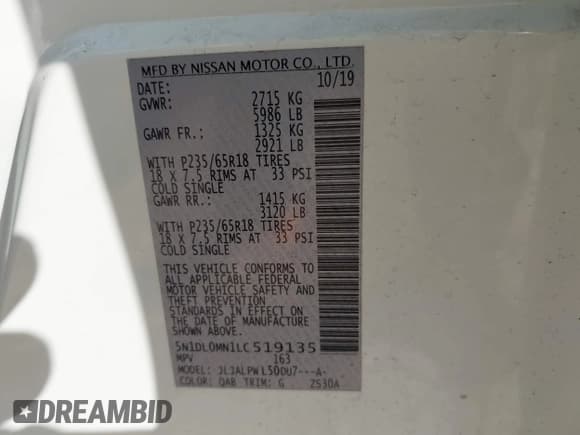 MFD BY NISSAN MOTOR CO., LTD.
DATE: 10/19
GVWR: 2715 KG
5986 LB
GAWR FR.: 1325 KG
2921 LB
WITH P235/65R18 TIRES
18 X 7.5 RIMS AT 33 PSI
COLD SINGLE
GAWR RR.: 1415 KG
3120 LB
WITH P235/65R18 TIRES
18 X 7.5 RIMS AT 33 PSI
COLD SINGLE
THIS VEHICLE CONFORMS TO
ALL APPLICABLE FEDERAL
MOTOR VEHICLE SAFETY AND
THEFT PREVENTION
STANDARDS IN EFFECT ON
THE DATE OF MANUFACTURE
SHOWN ABOVE.
5N1DL0MN1LC519135
MPV 163
MODEL: JLJALPWL50DU7---A-
COLOR: QAB TRIM: G 2S30A
DREAMBID